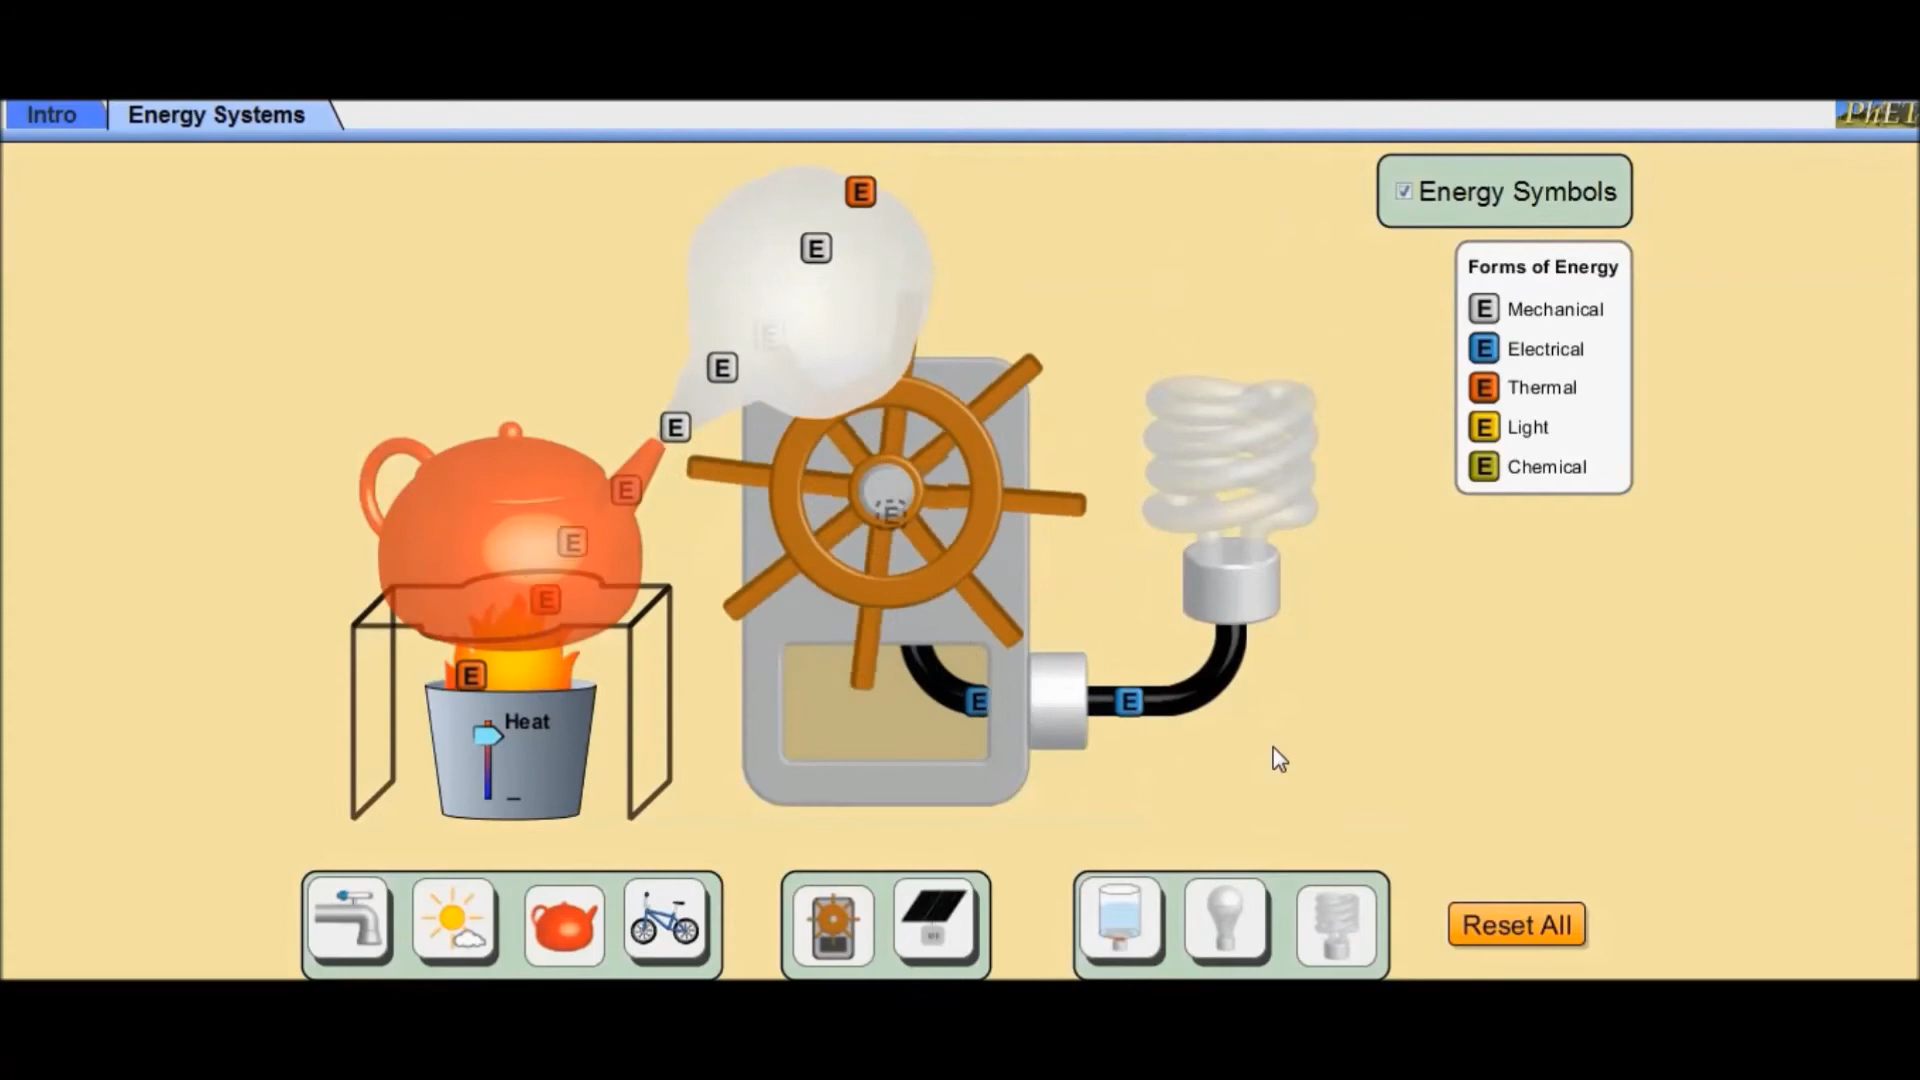 Intro
Energy Systems
PhET
Energy Symbols
Forms of Energy
E Mechanical
E Electrical
E Thermal
E Light
E Chemical
E
E
E
E
E
E
E
E
E
E
E
E
Heat
Reset All